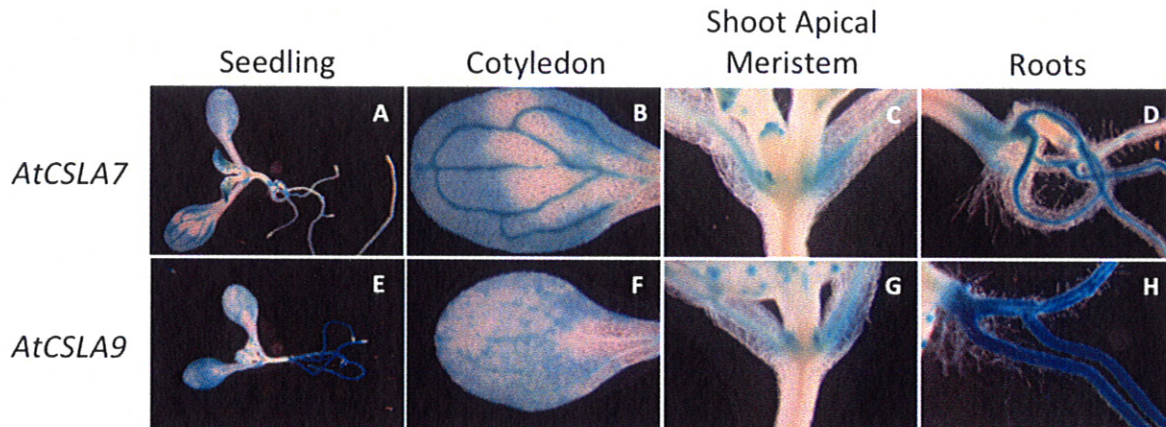 Seedling
Cotyledon
Shoot Apical
Meristem
Roots
AtCSLA7
A
B
C
D
AtCSLA9
E
F
G
H